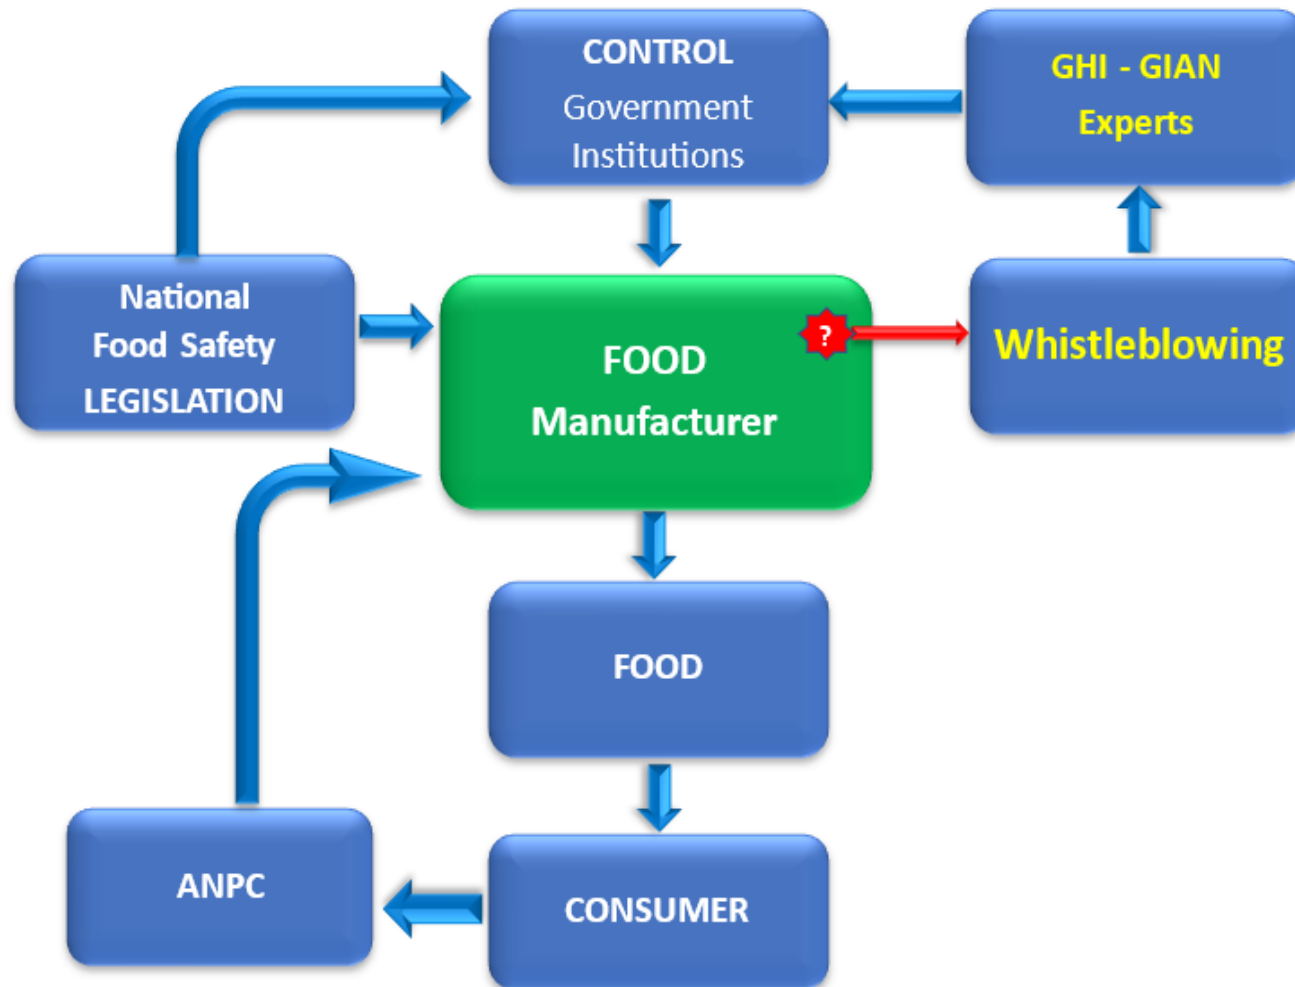 CONTROL
Government
Institutions
GHI - GIAN
Experts
National
Food Safety
LEGISLATION
FOOD
Manufacturer
?
Whistleblowing
FOOD
ANPC
CONSUMER